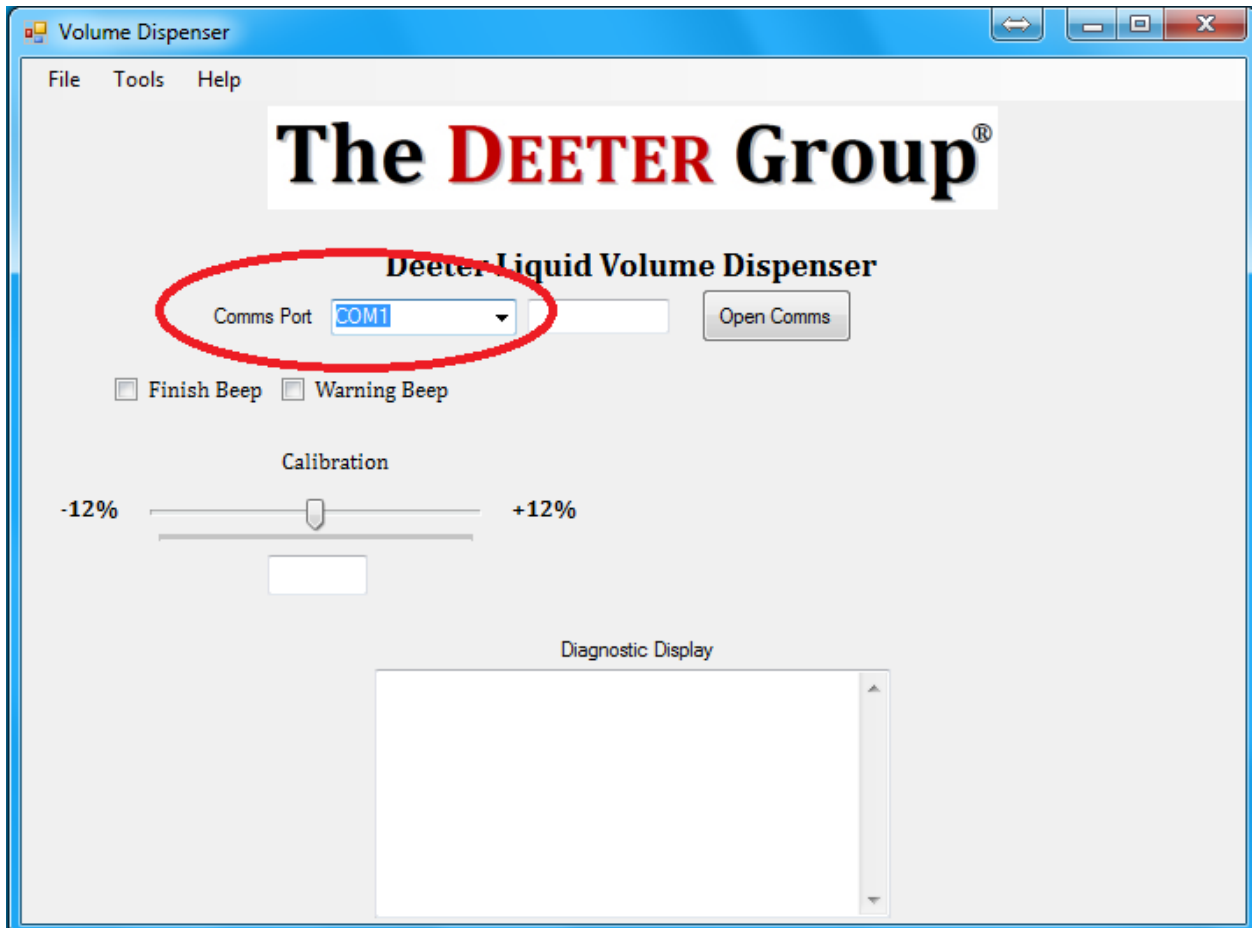 Volume Dispenser
File Tools Help
The DEETER Group®
Deeter Liquid Volume Dispenser
Comms Port COM1 Open Comms
Finish Beep Warning Beep
Calibration
-12% +12%
Diagnostic Display